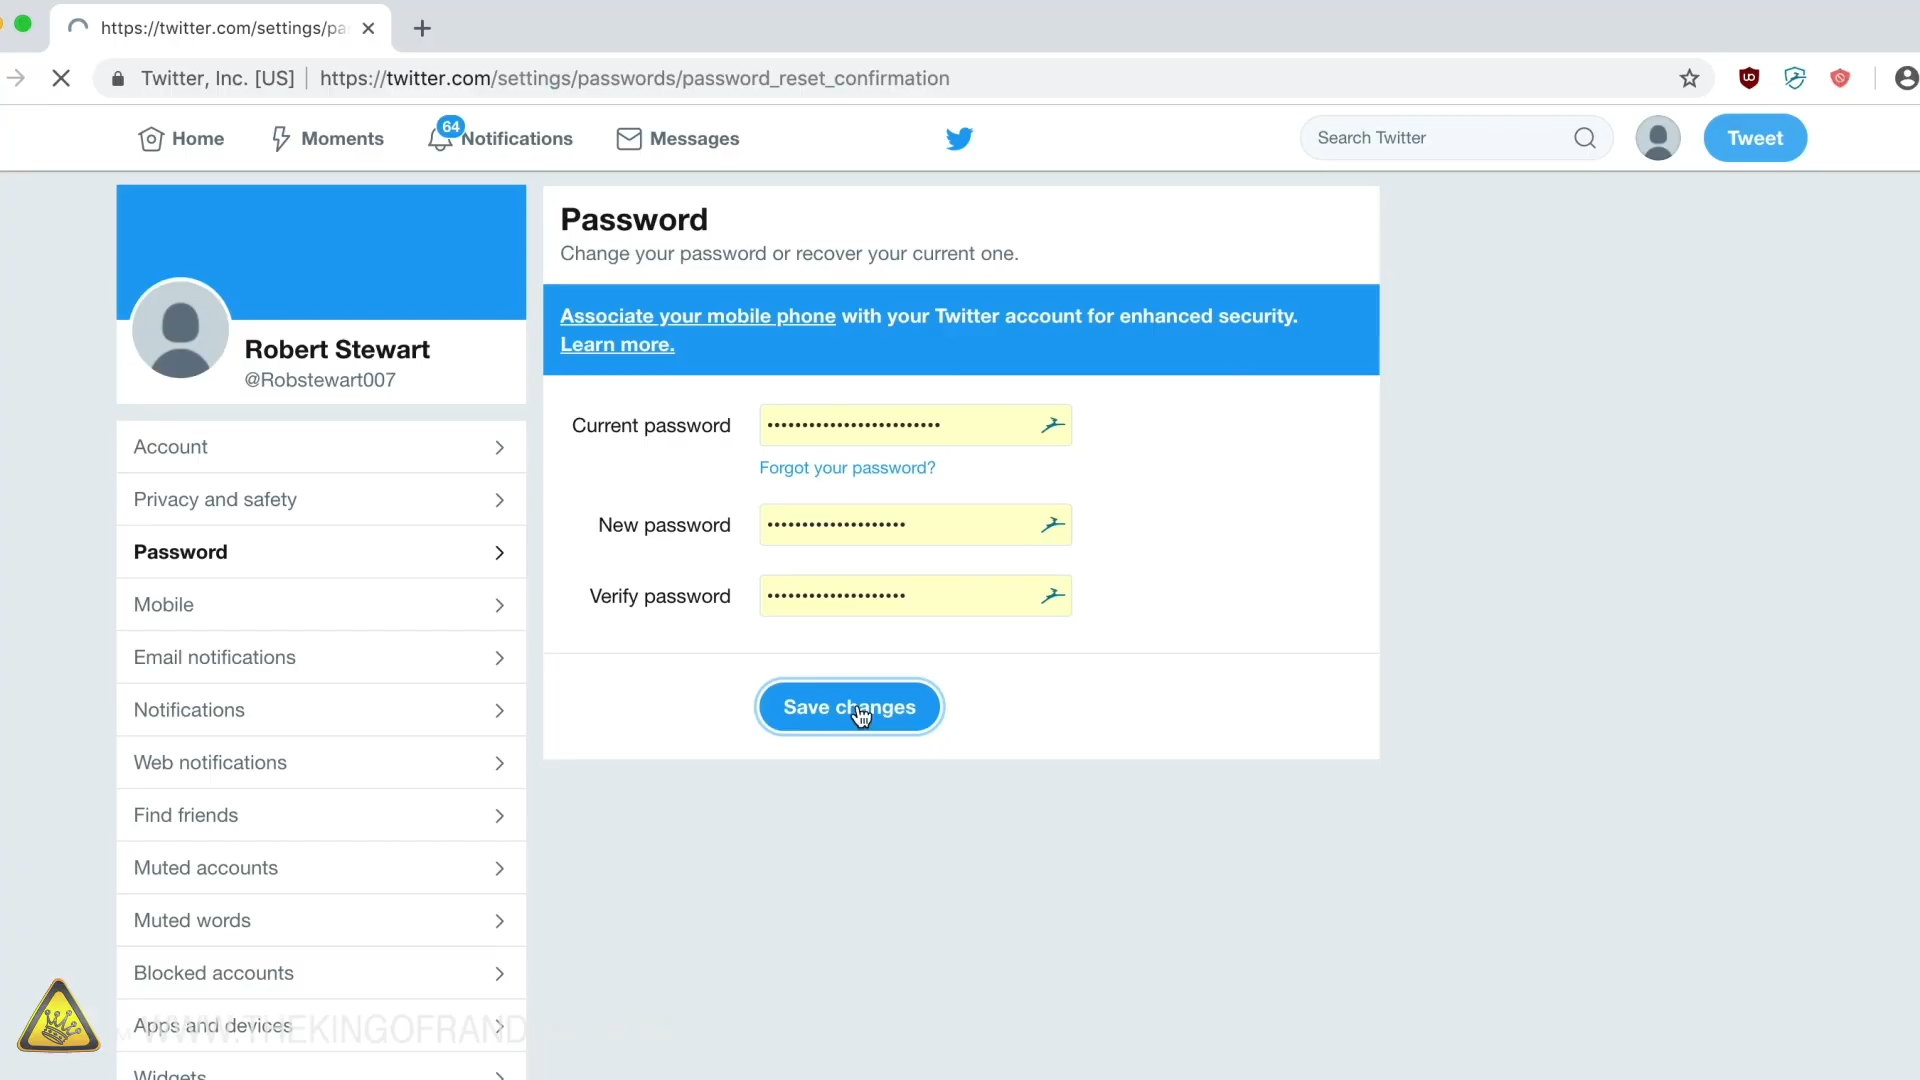 https://twitter.com/settings/pa
Twitter, Inc. [US]
https://twitter.com/settings/passwords/password_reset_confirmation
Home
Moments
64
Notifications
Messages
Search Twitter
Tweet
Robert Stewart
@Robstewart007
Account
Privacy and safety
Password
Mobile
Email notifications
Notifications
Web notifications
Find friends
Muted accounts
Muted words
Blocked accounts
Apps and devices
Widgets
Password
Change your password or recover your current one.
Associate your mobile phone with your Twitter account for enhanced security.
Learn more.
Current password
Forgot your password?
New password
Verify password
Save changes
WWW.THEKINGOFRAND